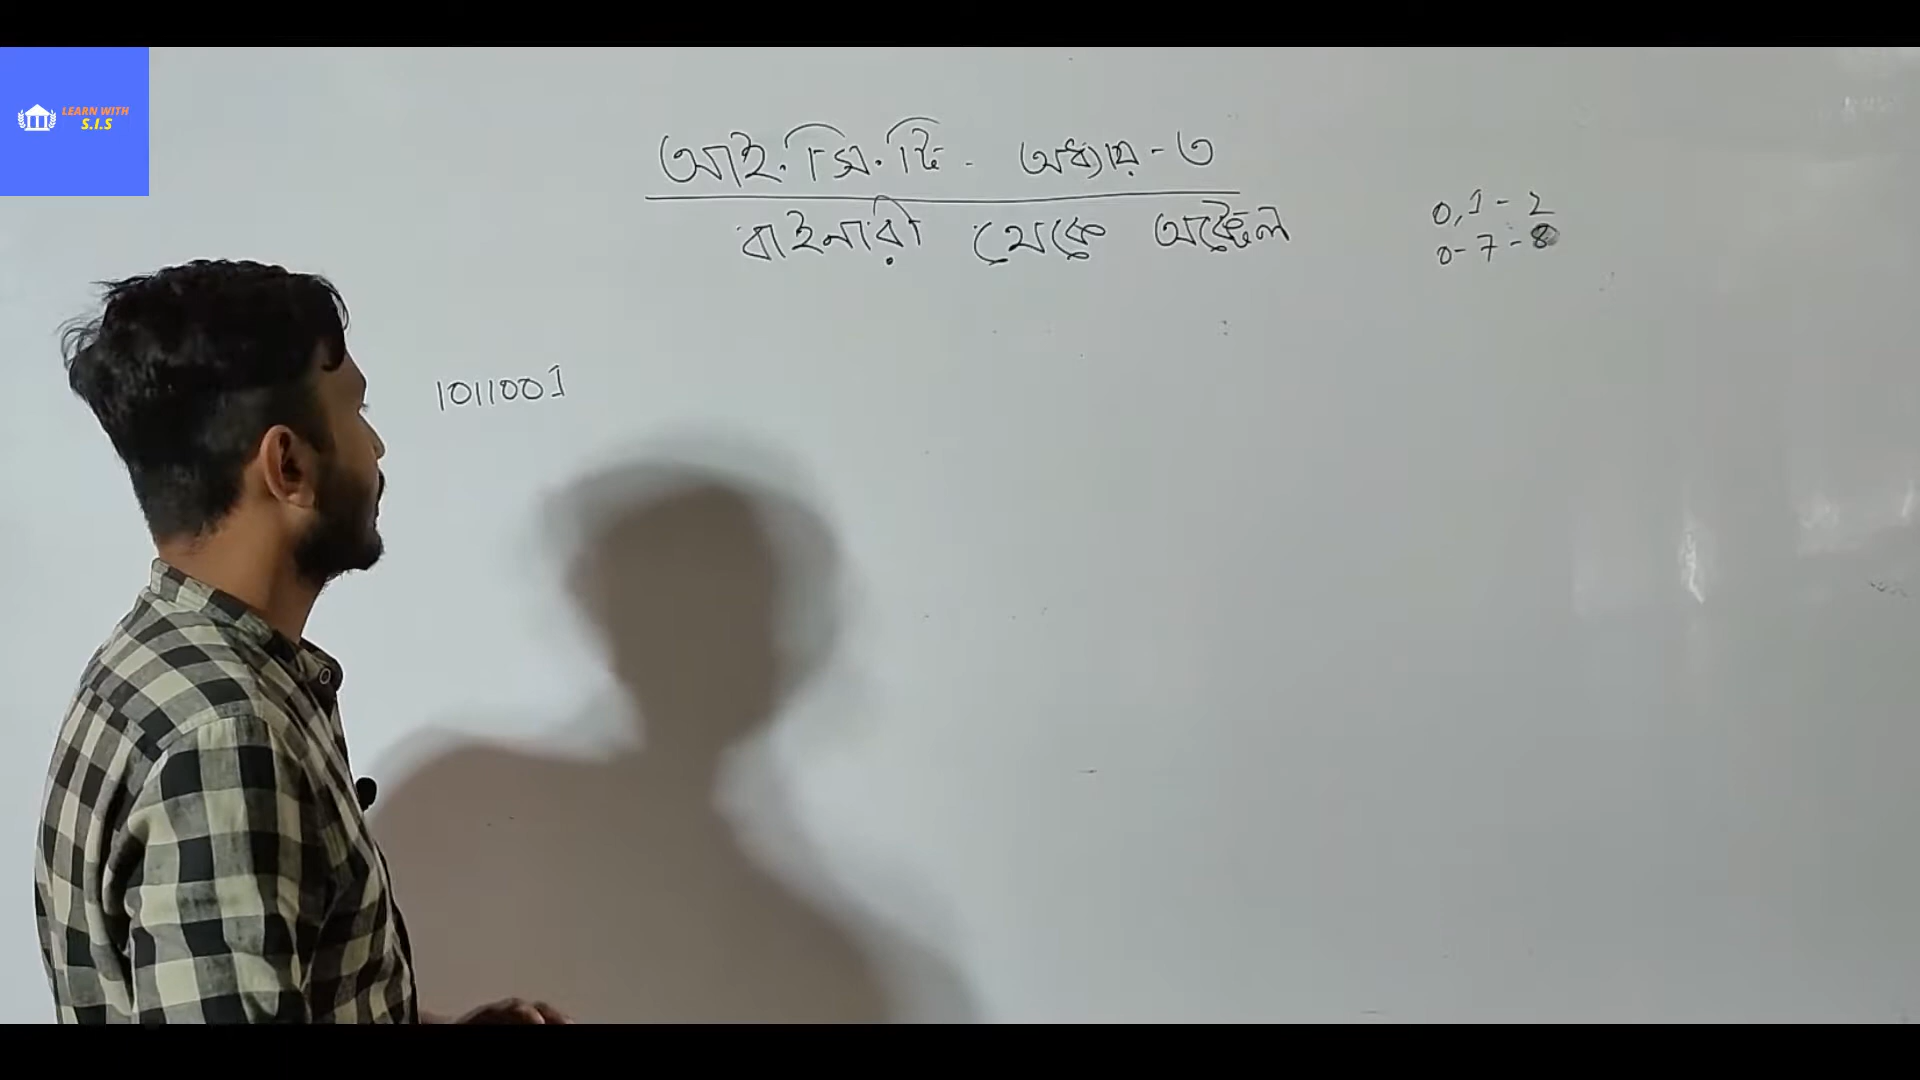 LEARN WITH
S.I.S
আই.সি.টি. অধ্যায়-৩
বাইনারী থেকে অক্টেল
0,1-2
0-7-8
1011001